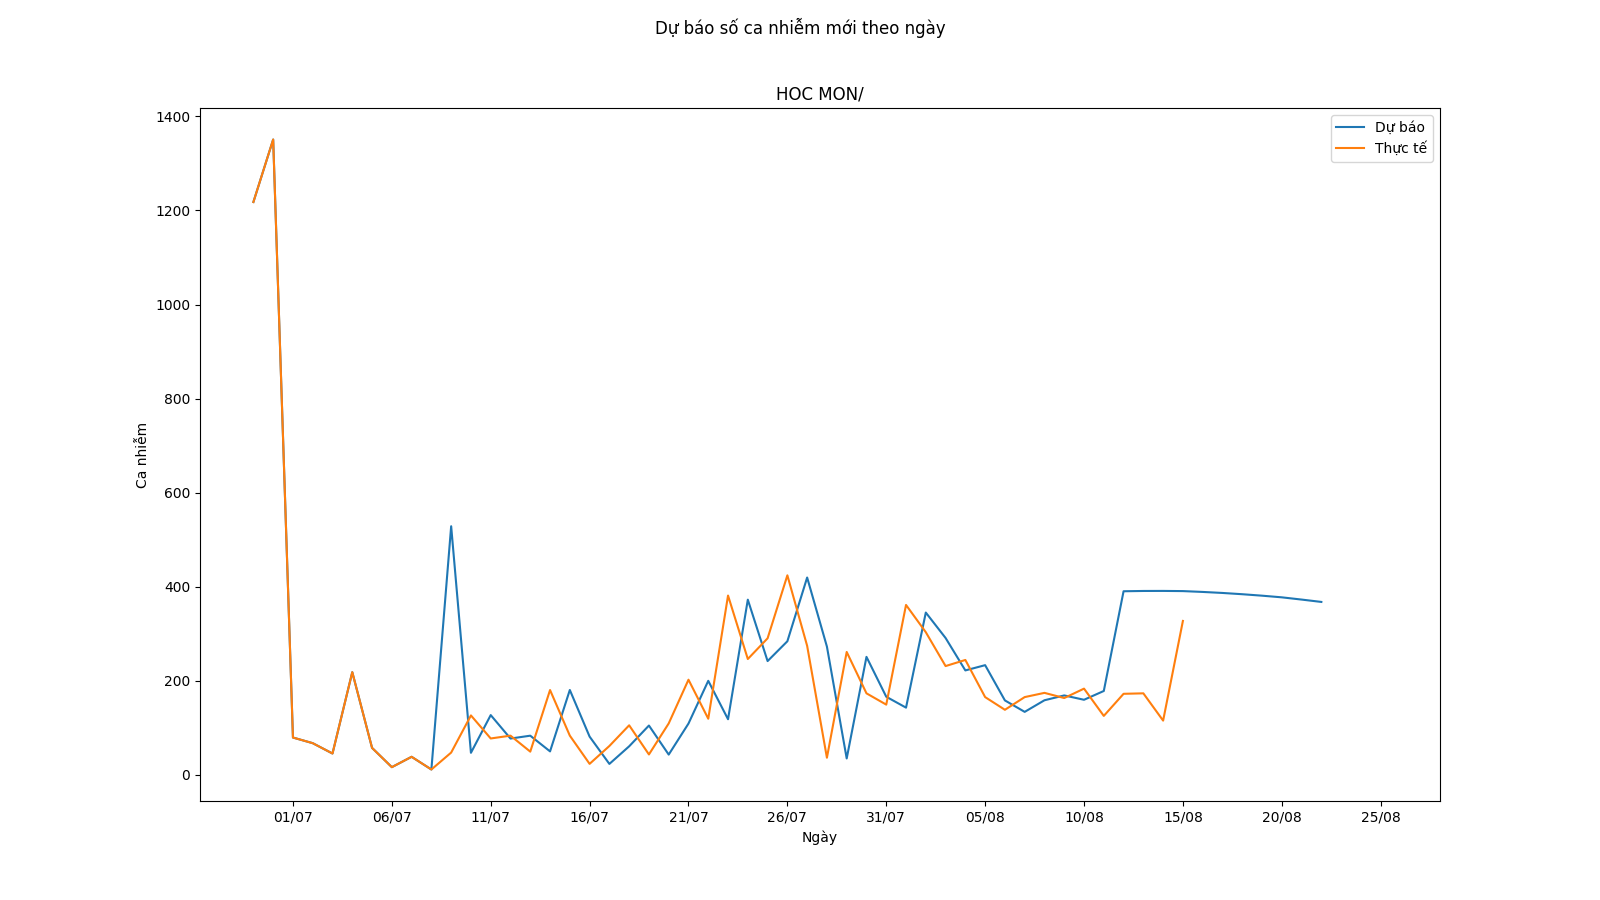 Dự báo số ca nhiễm mới theo ngày
HOC MON/
Dự báo
Thực tế
1400
1200
1000
800
600
400
200
0
Ca nhiễm
01/07 06/07 11/07 16/07 21/07 26/07 31/07 05/08 10/08 15/08 20/08 25/08
Ngày